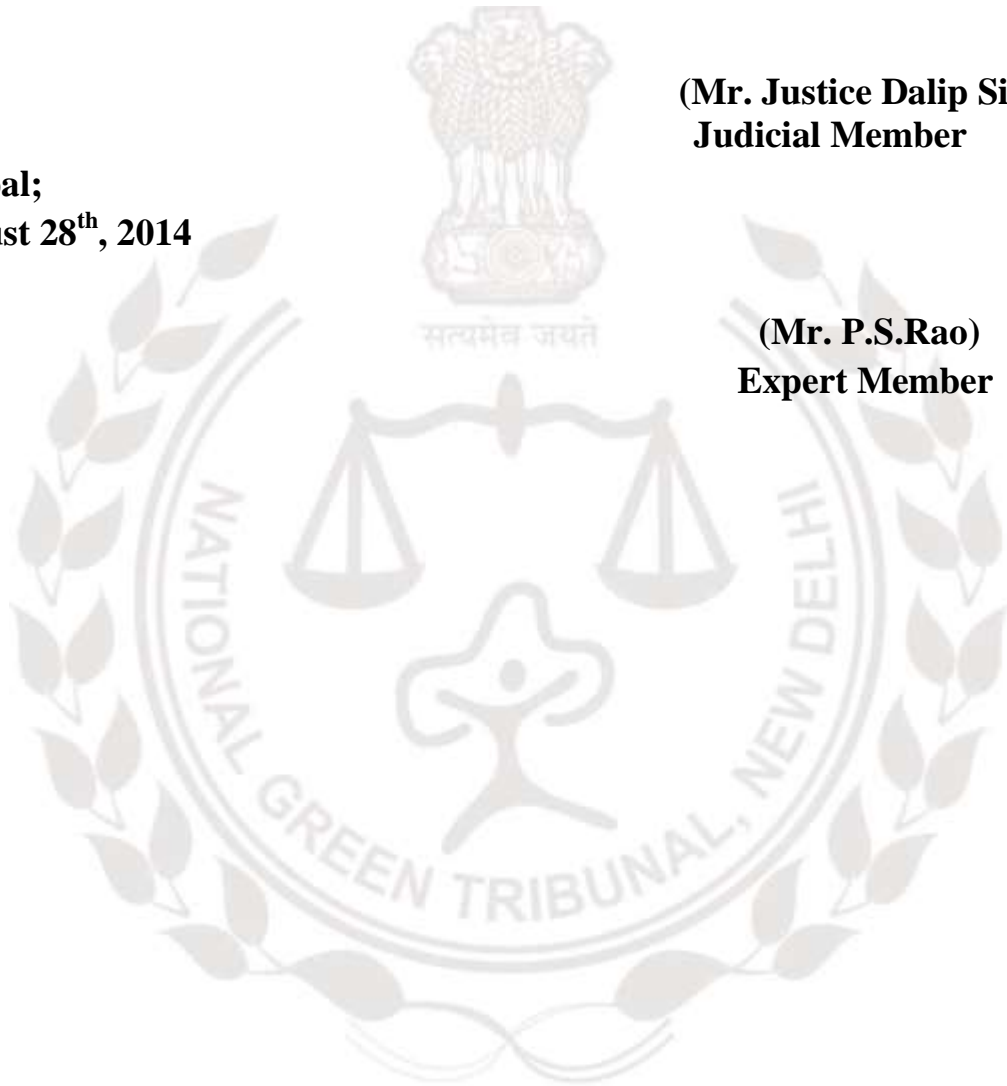 (Mr. Justice Dalip Si
Judicial Member
al;
ust 28th, 2014
(Mr. P.S.Rao)
Expert Member
सत्यमेव जयते
NATIONAL GREEN TRIBUNAL, NEW DELHI